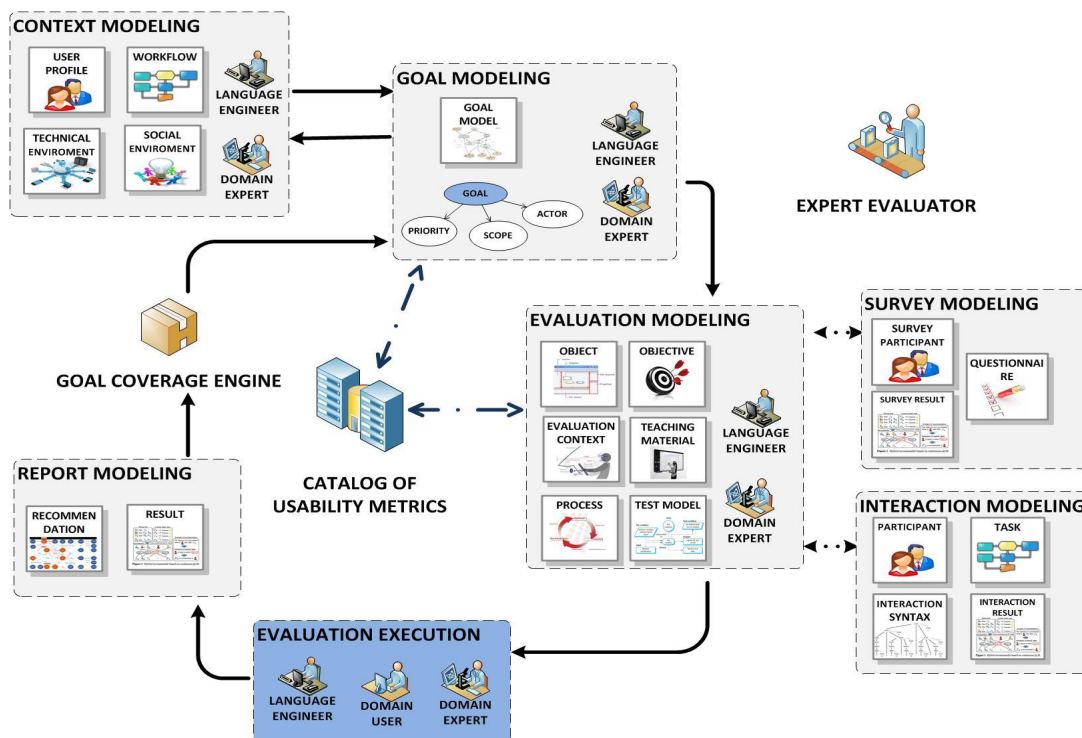 CONTEXT MODELING
USER
PROFILE
WORKFLOW
LANGUAGE
ENGINEER
TECHNICAL
ENVIROMENT
SOCIAL
ENVIROMENT
DOMAIN
EXPERT
GOAL MODELING
GOAL
MODEL
LANGUAGE
ENGINEER
GOAL
PRIORITY
SCOPE
ACTOR
DOMAIN
EXPERT
EXPERT EVALUATOR
GOAL COVERAGE ENGINE
CATALOG OF
USABILITY METRICS
EVALUATION MODELING
OBJECT
OBJECTIVE
LANGUAGE
ENGINEER
EVALUATION
CONTEXT
TEACHING
MATERIAL
PROCESS
TEST MODEL
DOMAIN
EXPERT
SURVEY MODELING
SURVEY
PARTICIPANT
QUESTIONNAI
RE
SURVEY RESULT
INTERACTION MODELING
PARTICIPANT
TASK
INTERACTION
SYNTAX
INTERACTION
RESULT
REPORT MODELING
RECOMMEN
DATION
RESULT
EVALUATION EXECUTION
LANGUAGE
ENGINEER
DOMAIN
USER
DOMAIN
EXPERT